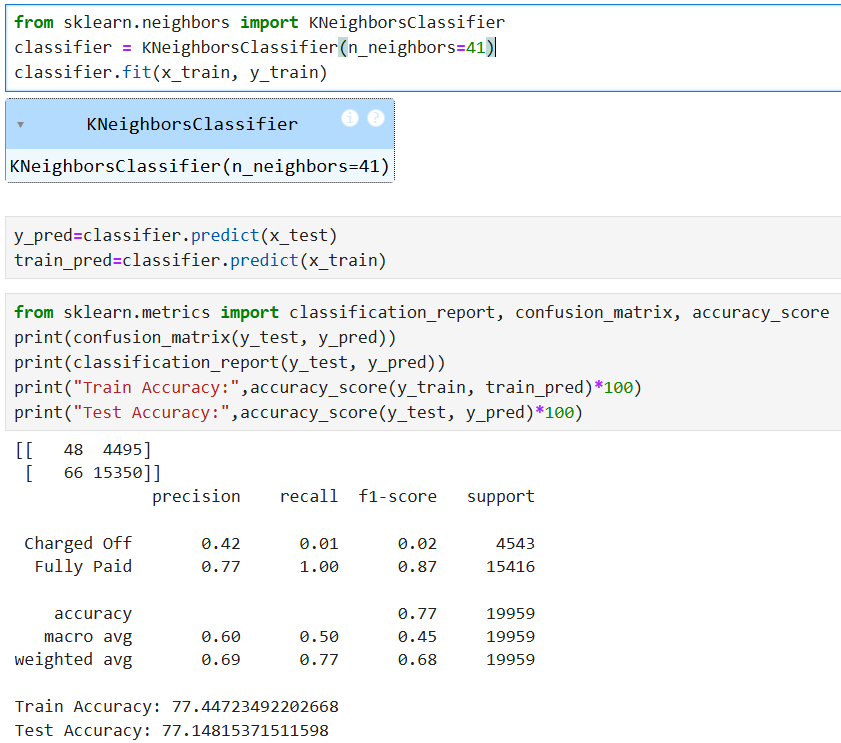 from sklearn.neighbors import KNeighborsClassifier
classifier = KNeighborsClassifier(n_neighbors=41)
classifier.fit(x_train, y_train)
▾ KNeighborsClassifier i ?
KNeighborsClassifier(n_neighbors=41)
y_pred=classifier.predict(x_test)
train_pred=classifier.predict(x_train)
from sklearn.metrics import classification_report, confusion_matrix, accuracy_score
print(confusion_matrix(y_test, y_pred))
print(classification_report(y_test, y_pred))
print("Train Accuracy:",accuracy_score(y_train, train_pred)*100)
print("Test Accuracy:",accuracy_score(y_test, y_pred)*100)
[[   48  4495]
 [   66 15350]]
              precision    recall  f1-score   support
 Charged Off       0.42      0.01      0.02      4543
  Fully Paid       0.77      1.00      0.87     15416
    accuracy                           0.77     19959
   macro avg       0.60      0.50      0.45     19959
weighted avg       0.69      0.77      0.68     19959
Train Accuracy: 77.44723492202668
Test Accuracy: 77.14815371511598